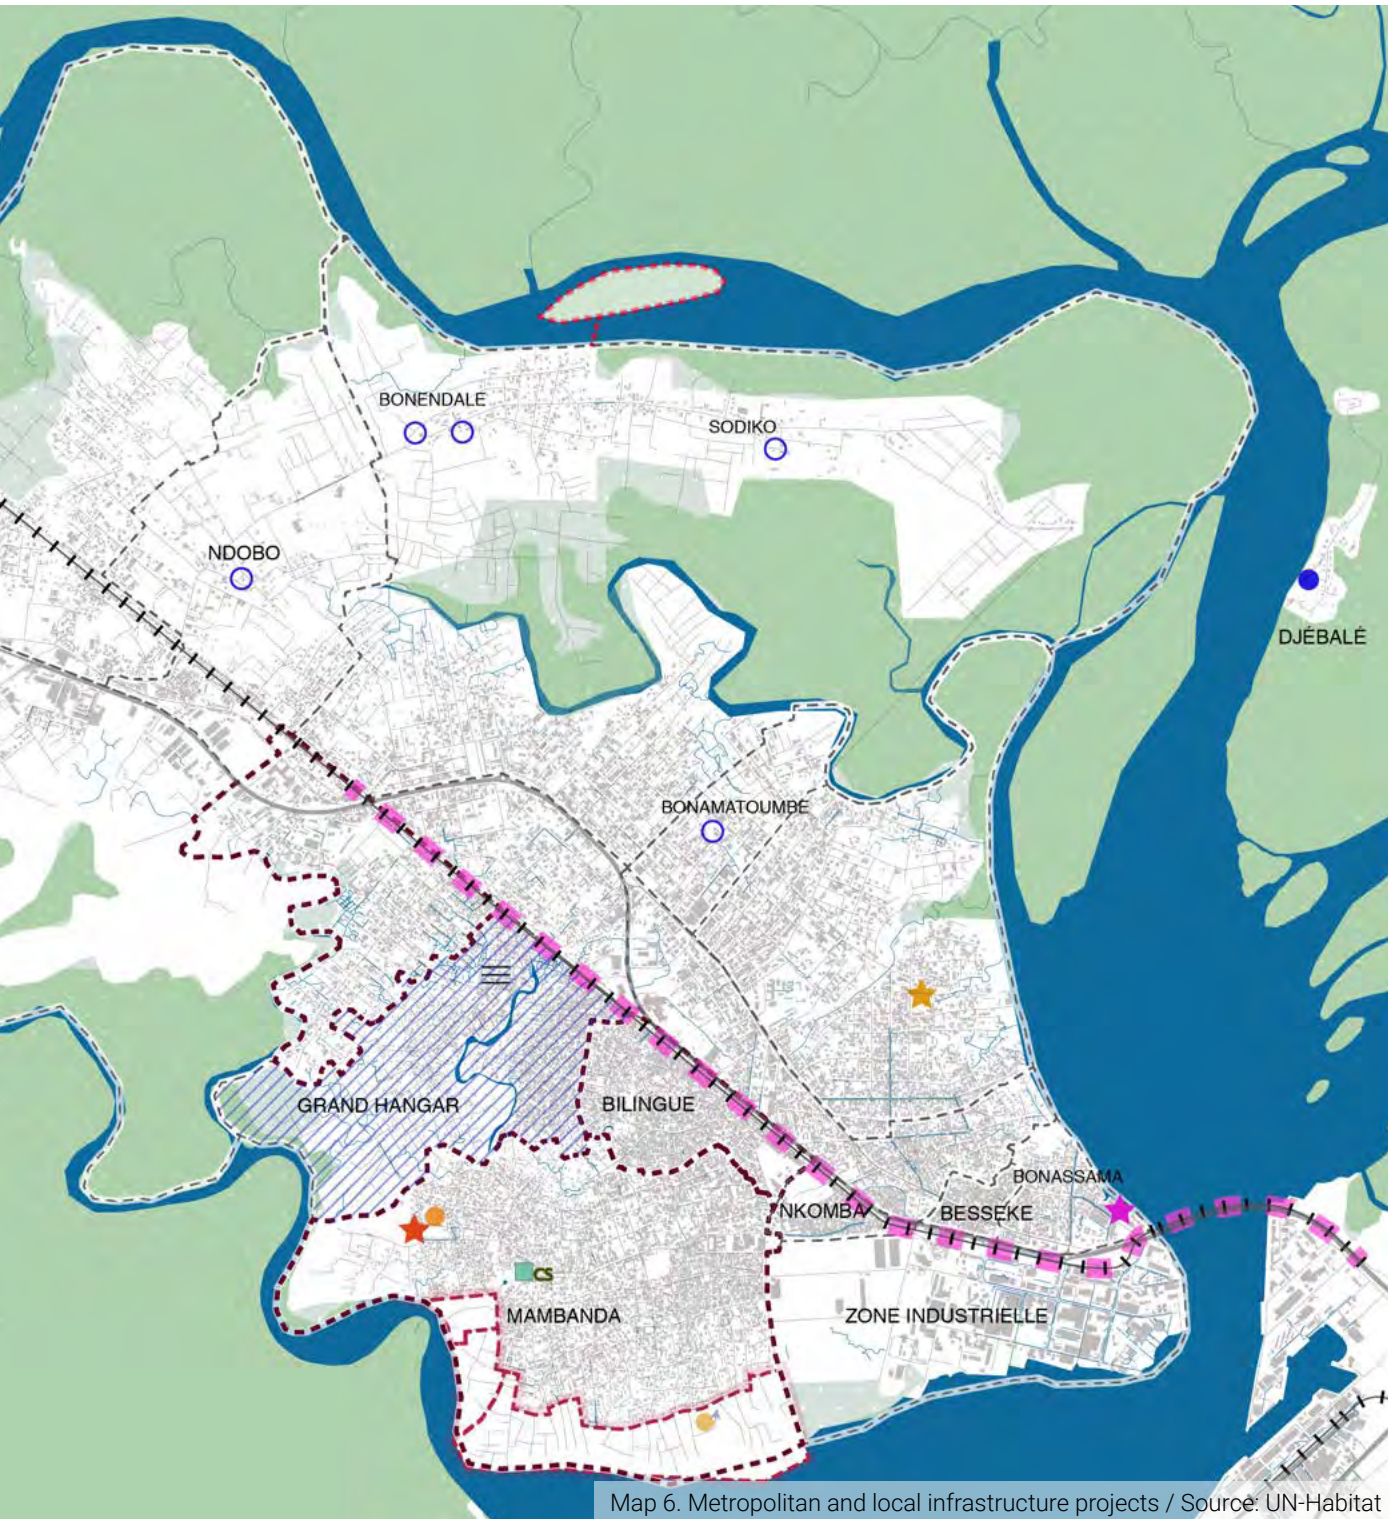 BONENDALE
SODIKO
NDOBO
DJÉBALÉ
BONAMATOUMBE
GRAND HANGAR
BILINGUE
BONASSAMA
NKOMBA
BESSEKE
CS
MAMBANDA
ZONE INDUSTRIELLE
Map 6. Metropolitan and local infrastructure projects / Source: UN-Habitat